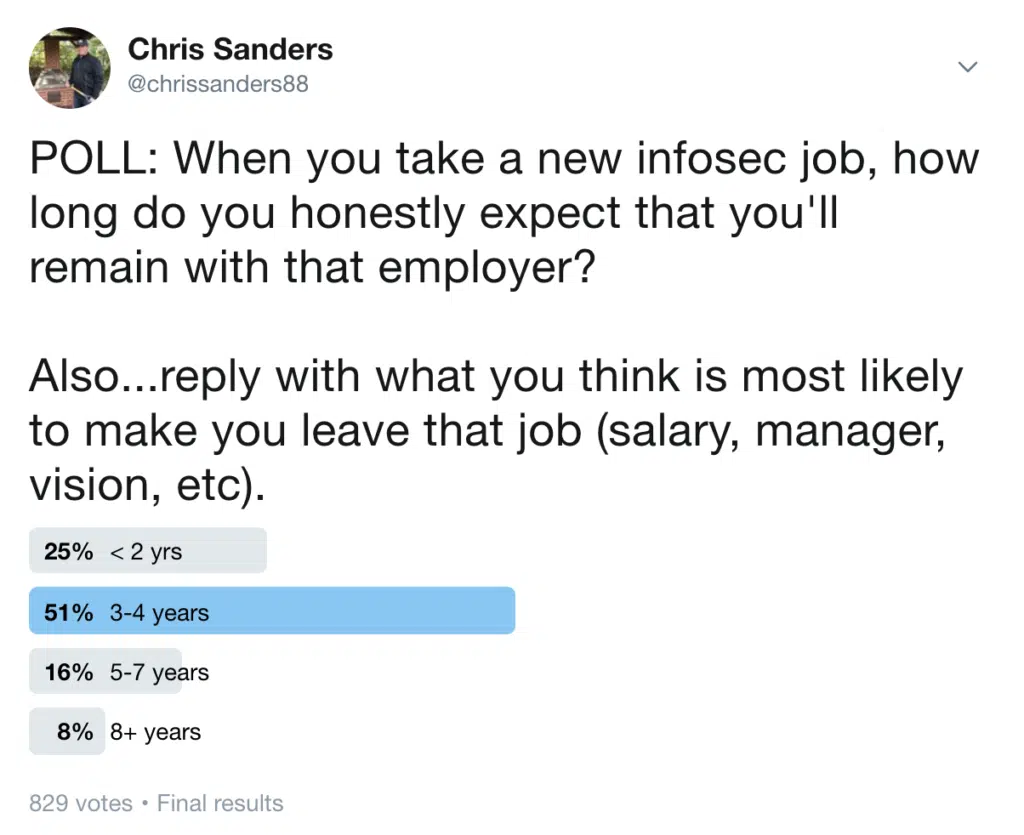 Chris Sanders
@chrissanders88
POLL: When you take a new infosec job, how
long do you honestly expect that you'll
remain with that employer?
Also...reply with what you think is most likely
to make you leave that job (salary, manager,
vision, etc).
25% < 2 yrs
51% 3-4 years
16% 5-7 years
8% 8+ years
829 votes • Final results